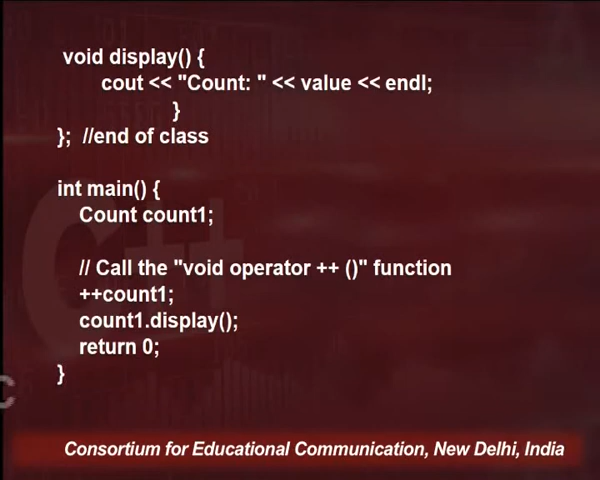 void display() {
cout << "Count: " << value << endl;
}
};  //end of class
int main() {
Count count1;
// Call the "void operator ++ ()" function
++count1;
count1.display();
return 0;
}
C++
C
Consortium for Educational Communication, New Delhi, India